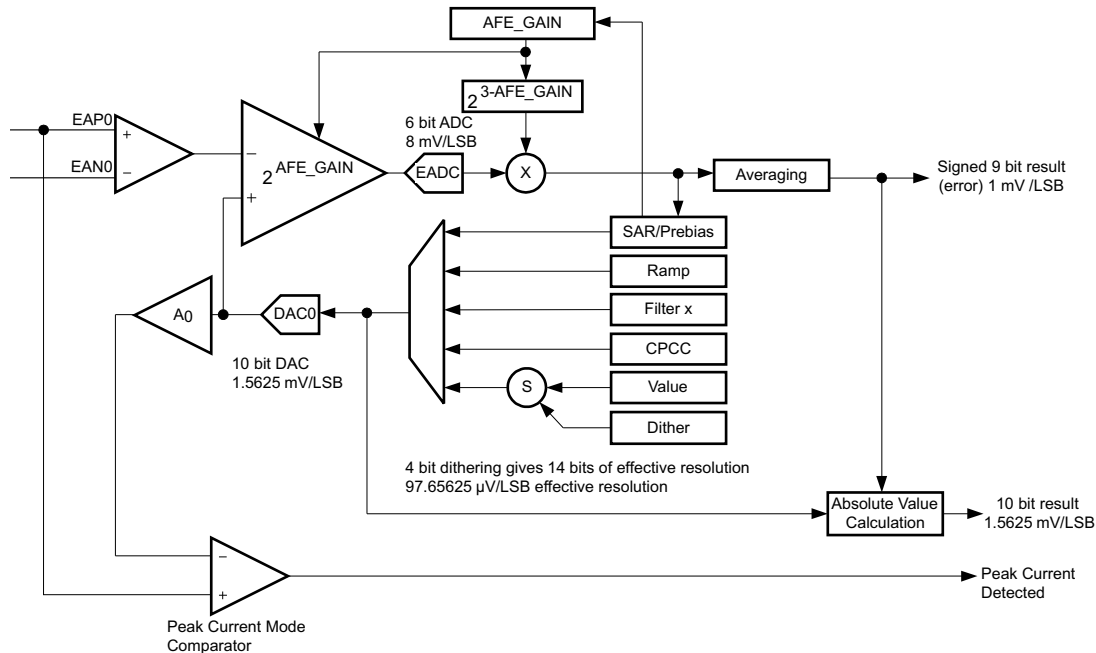 AFE_GAIN
2 3-AFE_GAIN
6 bit ADC
8 mV/LSB
EAP0
+
EAN0
−
−
2 AFE_GAIN
+
EADC
X
Averaging
Signed 9 bit result
(error) 1 mV /LSB
SAR/Prebias
Ramp
Filter x
CPCC
Value
Dither
S
A0
DAC0
10 bit DAC
1.5625 mV/LSB
4 bit dithering gives 14 bits of effective resolution
97.65625 µV/LSB effective resolution
Absolute Value
Calculation
10 bit result
1.5625 mV/LSB
−
+
Peak Current
Detected
Peak Current Mode
Comparator